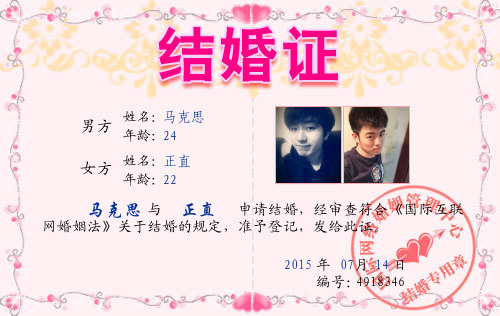 结婚证
男方 姓名：马克思
年龄：24
女方 姓名：正直
年龄：22
马克思 与 正直 申请结婚，经审查符合《国际互联
网婚姻法》关于结婚的规定，准予登记，发给此证。
2015 年 07月 14 日
编号：4918346
结婚专用章